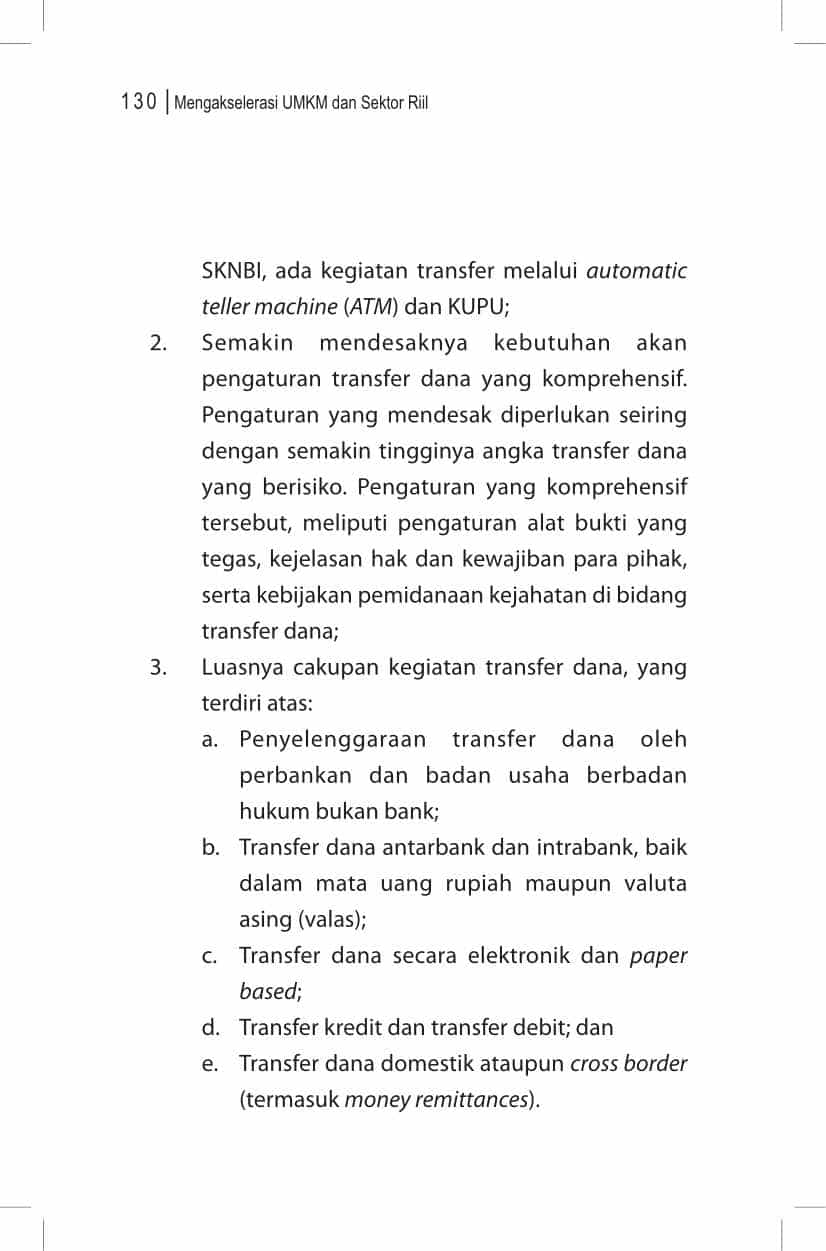 130 | Mengakselerasi UMKM dan Sektor Riil
SKNBI, ada kegiatan transfer melalui automatic
teller machine (ATM) dan KUPU;
2. Semakin mendesaknya kebutuhan akan
pengaturan transfer dana yang komprehensif.
Pengaturan yang mendesak diperlukan seiring
dengan semakin tingginya angka transfer dana
yang berisiko. Pengaturan yang komprehensif
tersebut, meliputi pengaturan alat bukti yang
tegas, kejelasan hak dan kewajiban para pihak,
serta kebijakan pemidanaan kejahatan di bidang
transfer dana;
3. Luasnya cakupan kegiatan transfer dana, yang
terdiri atas:
a. Penyelenggaraan transfer dana oleh
perbankan dan badan usaha berbadan
hukum bukan bank;
b. Transfer dana antarbank dan intrabank, baik
dalam mata uang rupiah maupun valuta
asing (valas);
c. Transfer dana secara elektronik dan paper
based;
d. Transfer kredit dan transfer debit; dan
e. Transfer dana domestik ataupun cross border
(termasuk money remittances).